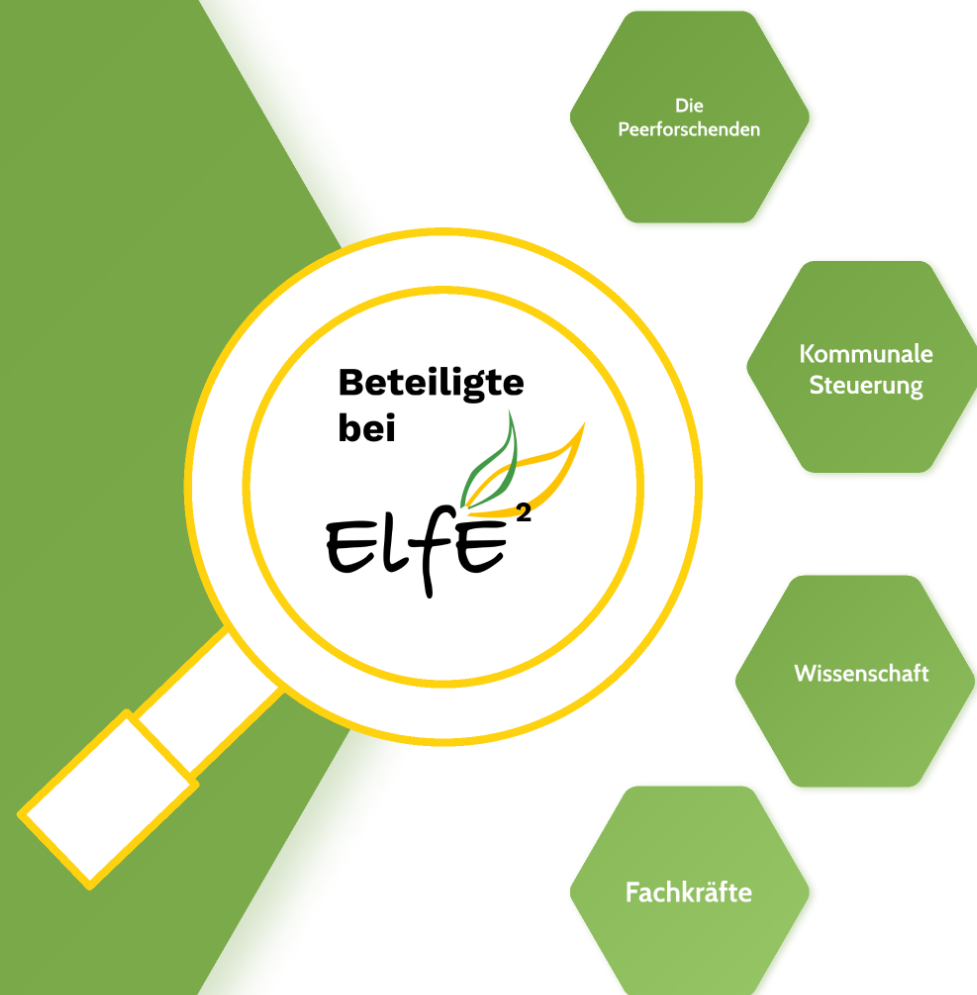 Die
Peerforschenden
Kommunale
Steuerung
Beteiligte
bei
ElfE²
Wissenschaft
Fachkräfte